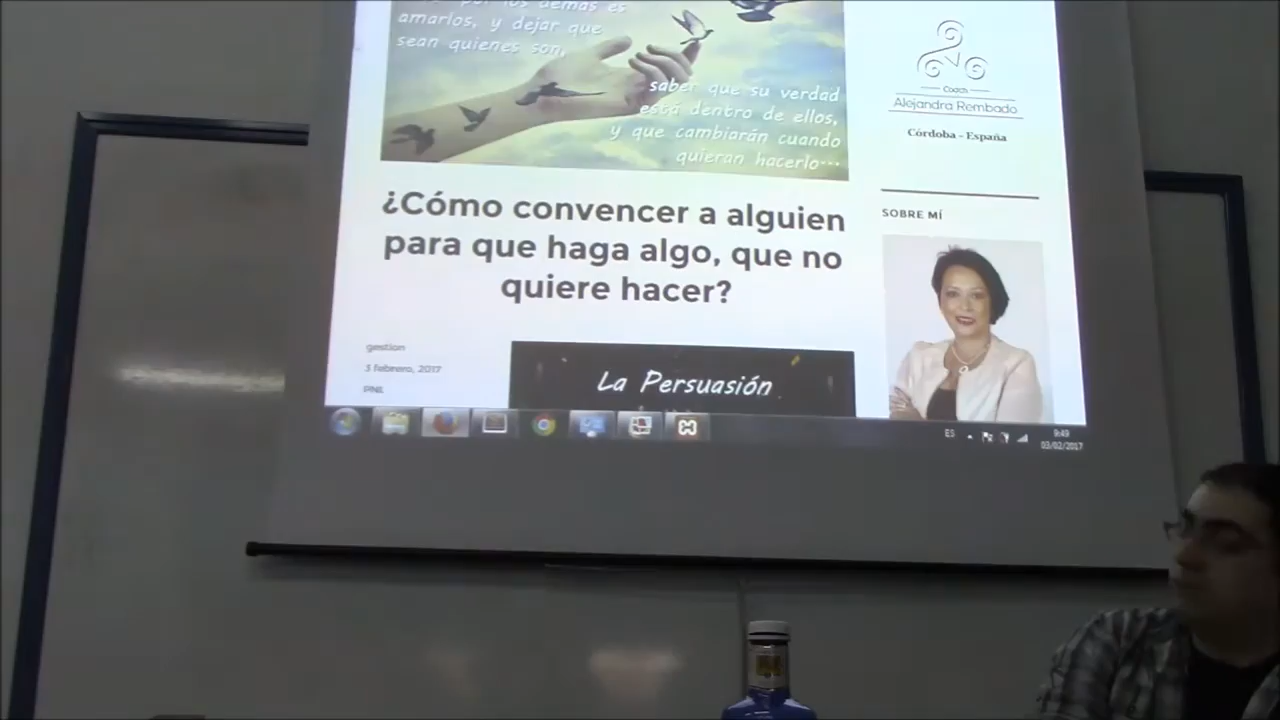 por los demás es
amarlos, y dejar que
sean quienes son,
saber que su verdad
está dentro de ellos,
y que cambiarán cuando
quieran hacerlo...
Coach
Alejandra Rembado
Córdoba - España
SOBRE MÍ
¿Cómo convencer a alguien
para que haga algo, que no
quiere hacer?
gestion
3 febrero, 2017
PNL
La Persuasión
ES
9:49
03/02/2017